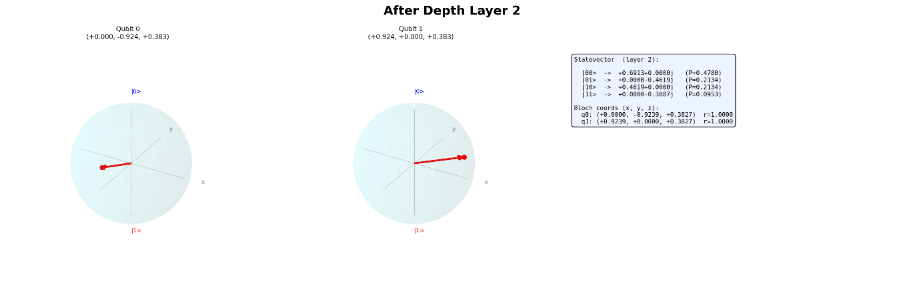 After Depth Layer 2
Qubit 0
(+0.000, -0.924, +0.383)
|0>
y
x
|1>
Qubit 1
(+0.924, +0.000, +0.383)
|0>
y
x
|1>
Statevector  (layer 2):
|00>  ->  +0.6913+0.0000j   (P=0.4780)
|01>  ->  +0.0000-0.4619j   (P=0.2134)
|10>  ->  +0.4619+0.0000j   (P=0.2134)
|11>  ->  +0.0000-0.3087j   (P=0.0953)
Bloch coords (x, y, z):
q0: (+0.0000, -0.9239, +0.3827)  r=1.0000
q1: (+0.9239, +0.0000, +0.3827)  r=1.0000